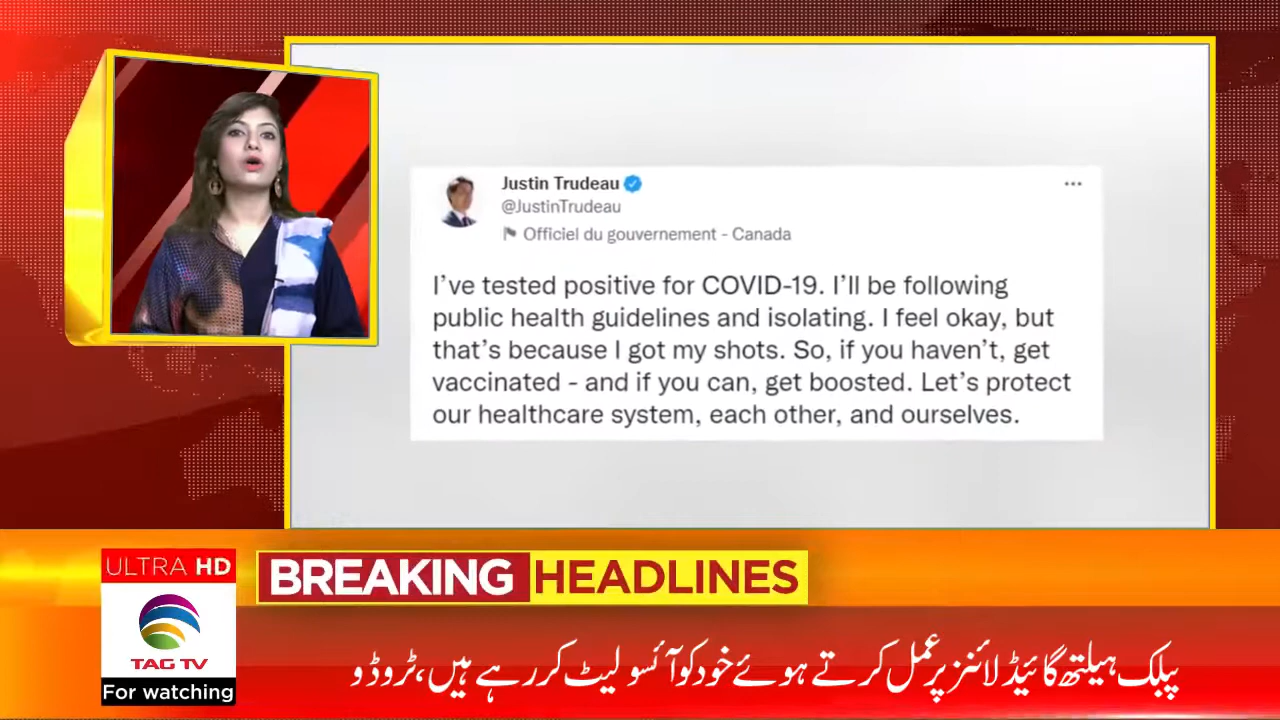 Justin Trudeau
@JustinTrudeau
Officiel du gouvernement - Canada
I've tested positive for COVID-19. I'll be following
public health guidelines and isolating. I feel okay, but
that's because I got my shots. So, if you haven't, get
vaccinated - and if you can, get boosted. Let's protect
our healthcare system, each other, and ourselves.
ULTRA HD
BREAKING HEADLINES
TAG TV
For watching
پبلک ہیلتھ گائیڈ لائنز پر عمل کرتے ہوئے خود کو آئسولیٹ کر رہے ہیں، ٹروڈو